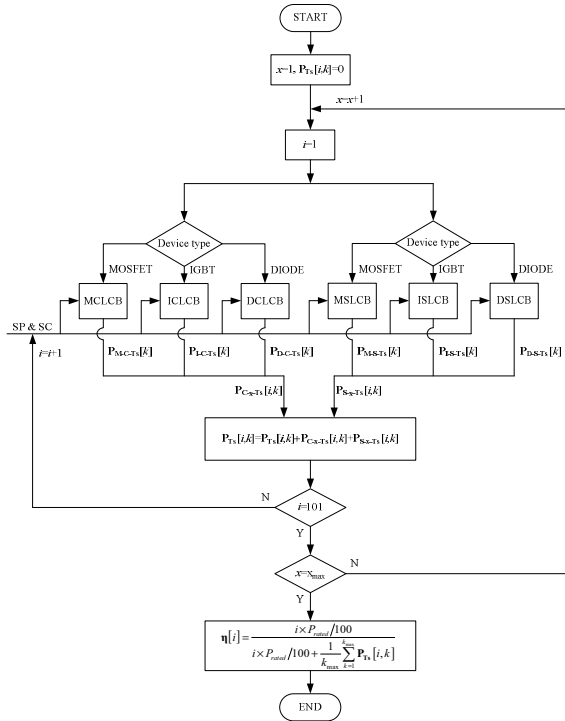 START
x=1, P_Ts[i,k]=0
x=x+1
i=1
Device type
Device type
MOSFET
IGBT
DIODE
MOSFET
IGBT
DIODE
MCLCB
ICLCB
DCLCB
MSLCB
ISLCB
DSLCB
SP & SC
i=i+1
P_M-C-Ts[k]
P_I-C-Ts[k]
P_D-C-Ts[k]
P_M-S-Ts[k]
P_I-S-Ts[k]
P_D-S-Ts[k]
P_C-x-Ts[i,k]
P_S-x-Ts[i,k]
P_Ts[i,k]=P_Ts[i,k]+P_C-x-Ts[i,k]+P_S-x-Ts[i,k]
N
i=101
Y
x=x_max
N
Y
η[i] = (i×P_rated/100) / (i×P_rated/100 + (1/k_max) ∑_{k=1}^{k_max} P_Ts[i,k])
END